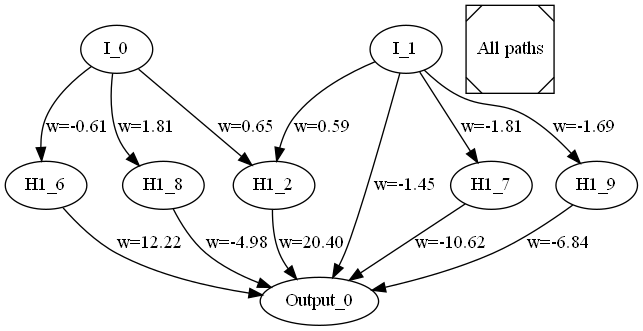 I_0
I_1
All paths
w=-0.61
w=1.81
w=0.65
w=0.59
w=-1.81
w=-1.69
H1_6
H1_8
H1_2
w=-1.45
H1_7
H1_9
w=12.22
w=-4.98
w=20.40
w=-10.62
w=-6.84
Output_0